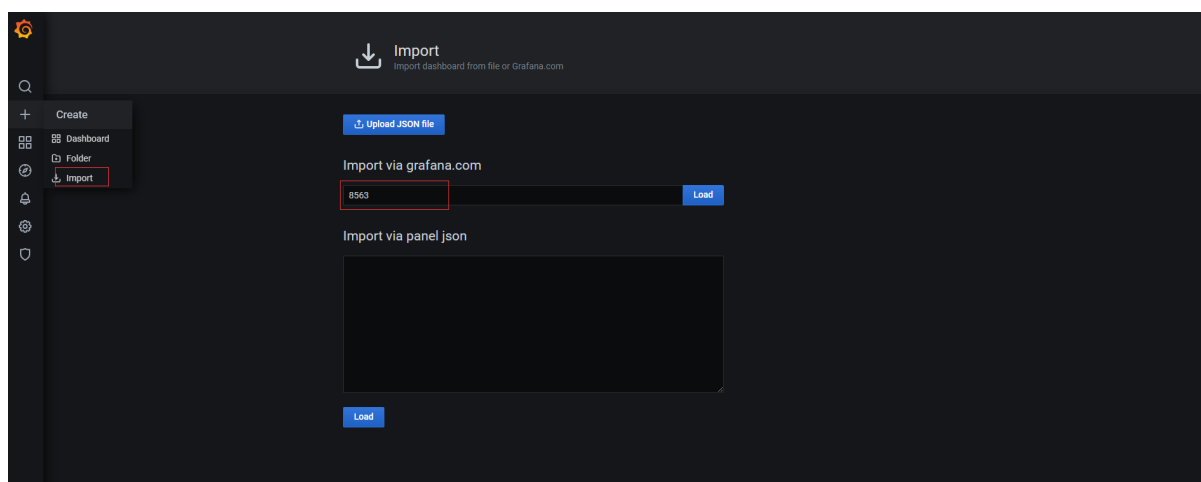 Import
Import dashboard from file or Grafana.com
Create
Dashboard
Folder
Import
Upload JSON file
Import via grafana.com
8563
Load
Import via panel json
Load